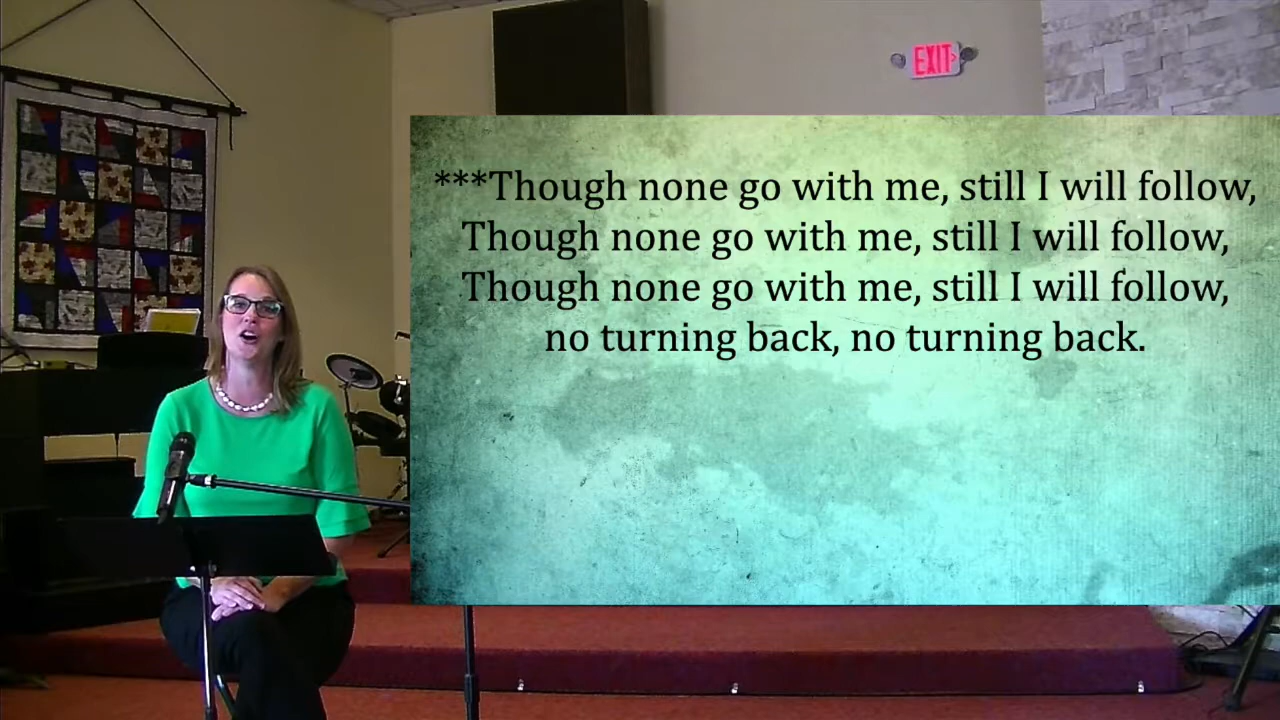 EXIT
***Though none go with me, still I will follow,
Though none go with me, still I will follow,
Though none go with me, still I will follow,
no turning back, no turning back.